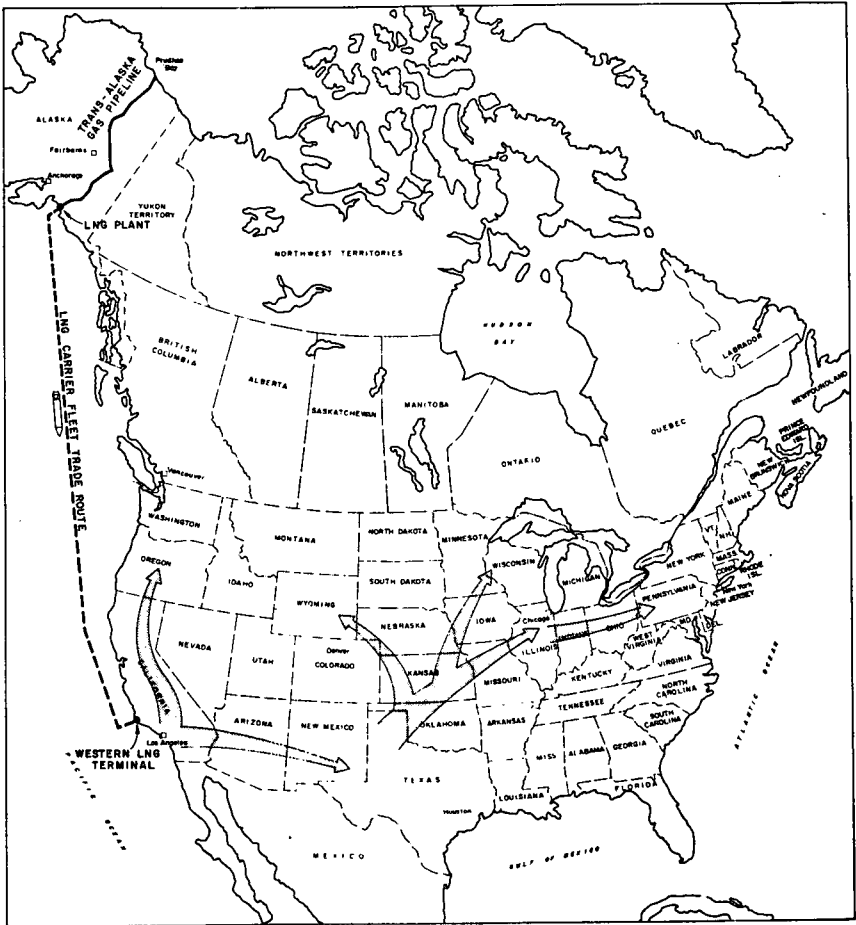 Prudhoe
Bay
TRANS-ALASKA
GAS PIPELINE
ALASKA
Fairbanks
Anchorage
YUKON
TERRITORY
LNG PLANT
NORTHWEST TERRITORIES
LNG CARRIER FLEET TRADE ROUTE
BRITISH
COLUMBIA
ALBERTA
SASKATCHEWAN
MANITOBA
HUDSON
BAY
ONTARIO
QUEBEC
LABRADOR
NEWFOUNDLAND
PRINCE
EDWARD
ISL.
NEW
BRUNSWICK
NOVA SCOTIA
MAINE
Vancouver
WASHINGTON
MONTANA
NORTH DAKOTA
MINNESOTA
OREGON
IDAHO
WYOMING
SOUTH DAKOTA
WISCONSIN
MICHIGAN
NEW YORK
VT.
N.H.
MASS
CONN.
RHODE
ISL.
New York
NEW JERSEY
PENNSYLVANIA
NEBRASKA
IOWA
Chicago
ILLINOIS
INDIANA
OHIO
WEST
VIRGINIA
MD.
DEL.
NEVADA
UTAH
Denver
COLORADO
KANSAS
MISSOURI
KENTUCKY
VIRGINIA
CALIFORNIA
ARIZONA
NEW MEXICO
OKLAHOMA
ARKANSAS
TENNESSEE
NORTH
CAROLINA
SOUTH
CAROLINA
Los Angeles
WESTERN LNG
TERMINAL
TEXAS
MISS
ALABAMA
GEORGIA
LOUISIANA
FLORIDA
Houston
PACIFIC OCEAN
ATLANTIC OCEAN
MEXICO
GULF OF MEXICO